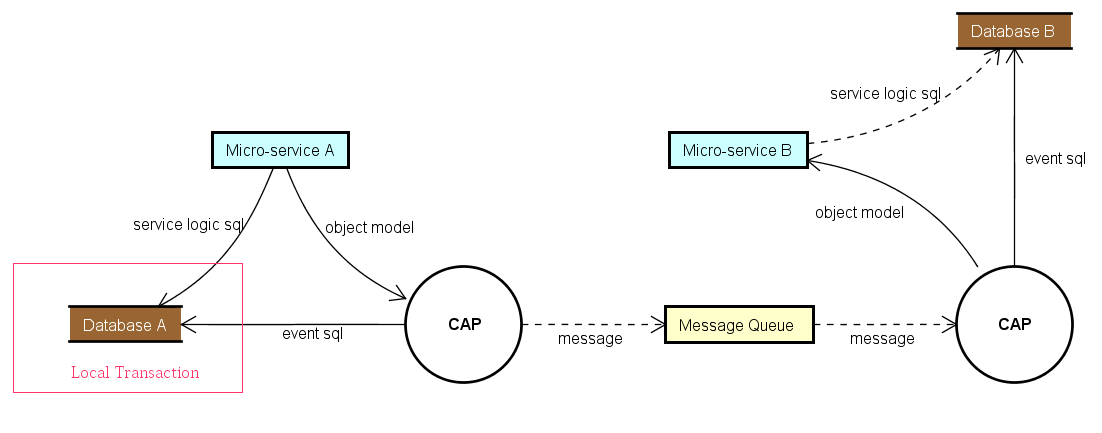 Database B
service logic sql
Micro-service A
Micro-service B
event sql
service logic sql
object model
object model
Database A
CAP
Message Queue
CAP
event sql
message
message
Local Transaction